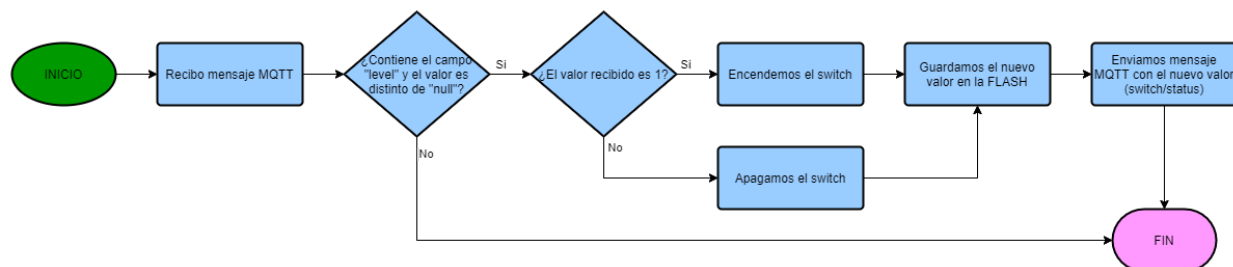 INICIO
Recibo mensaje MQTT
¿Contiene el campo
"level" y el valor es
distinto de "null"?
Si
No
¿El valor recibido es 1?
Si
No
Encendemos el switch
Apagamos el switch
Guardamos el nuevo
valor en la FLASH
Enviamos mensaje
MQTT con el nuevo valor
(switch/status)
FIN